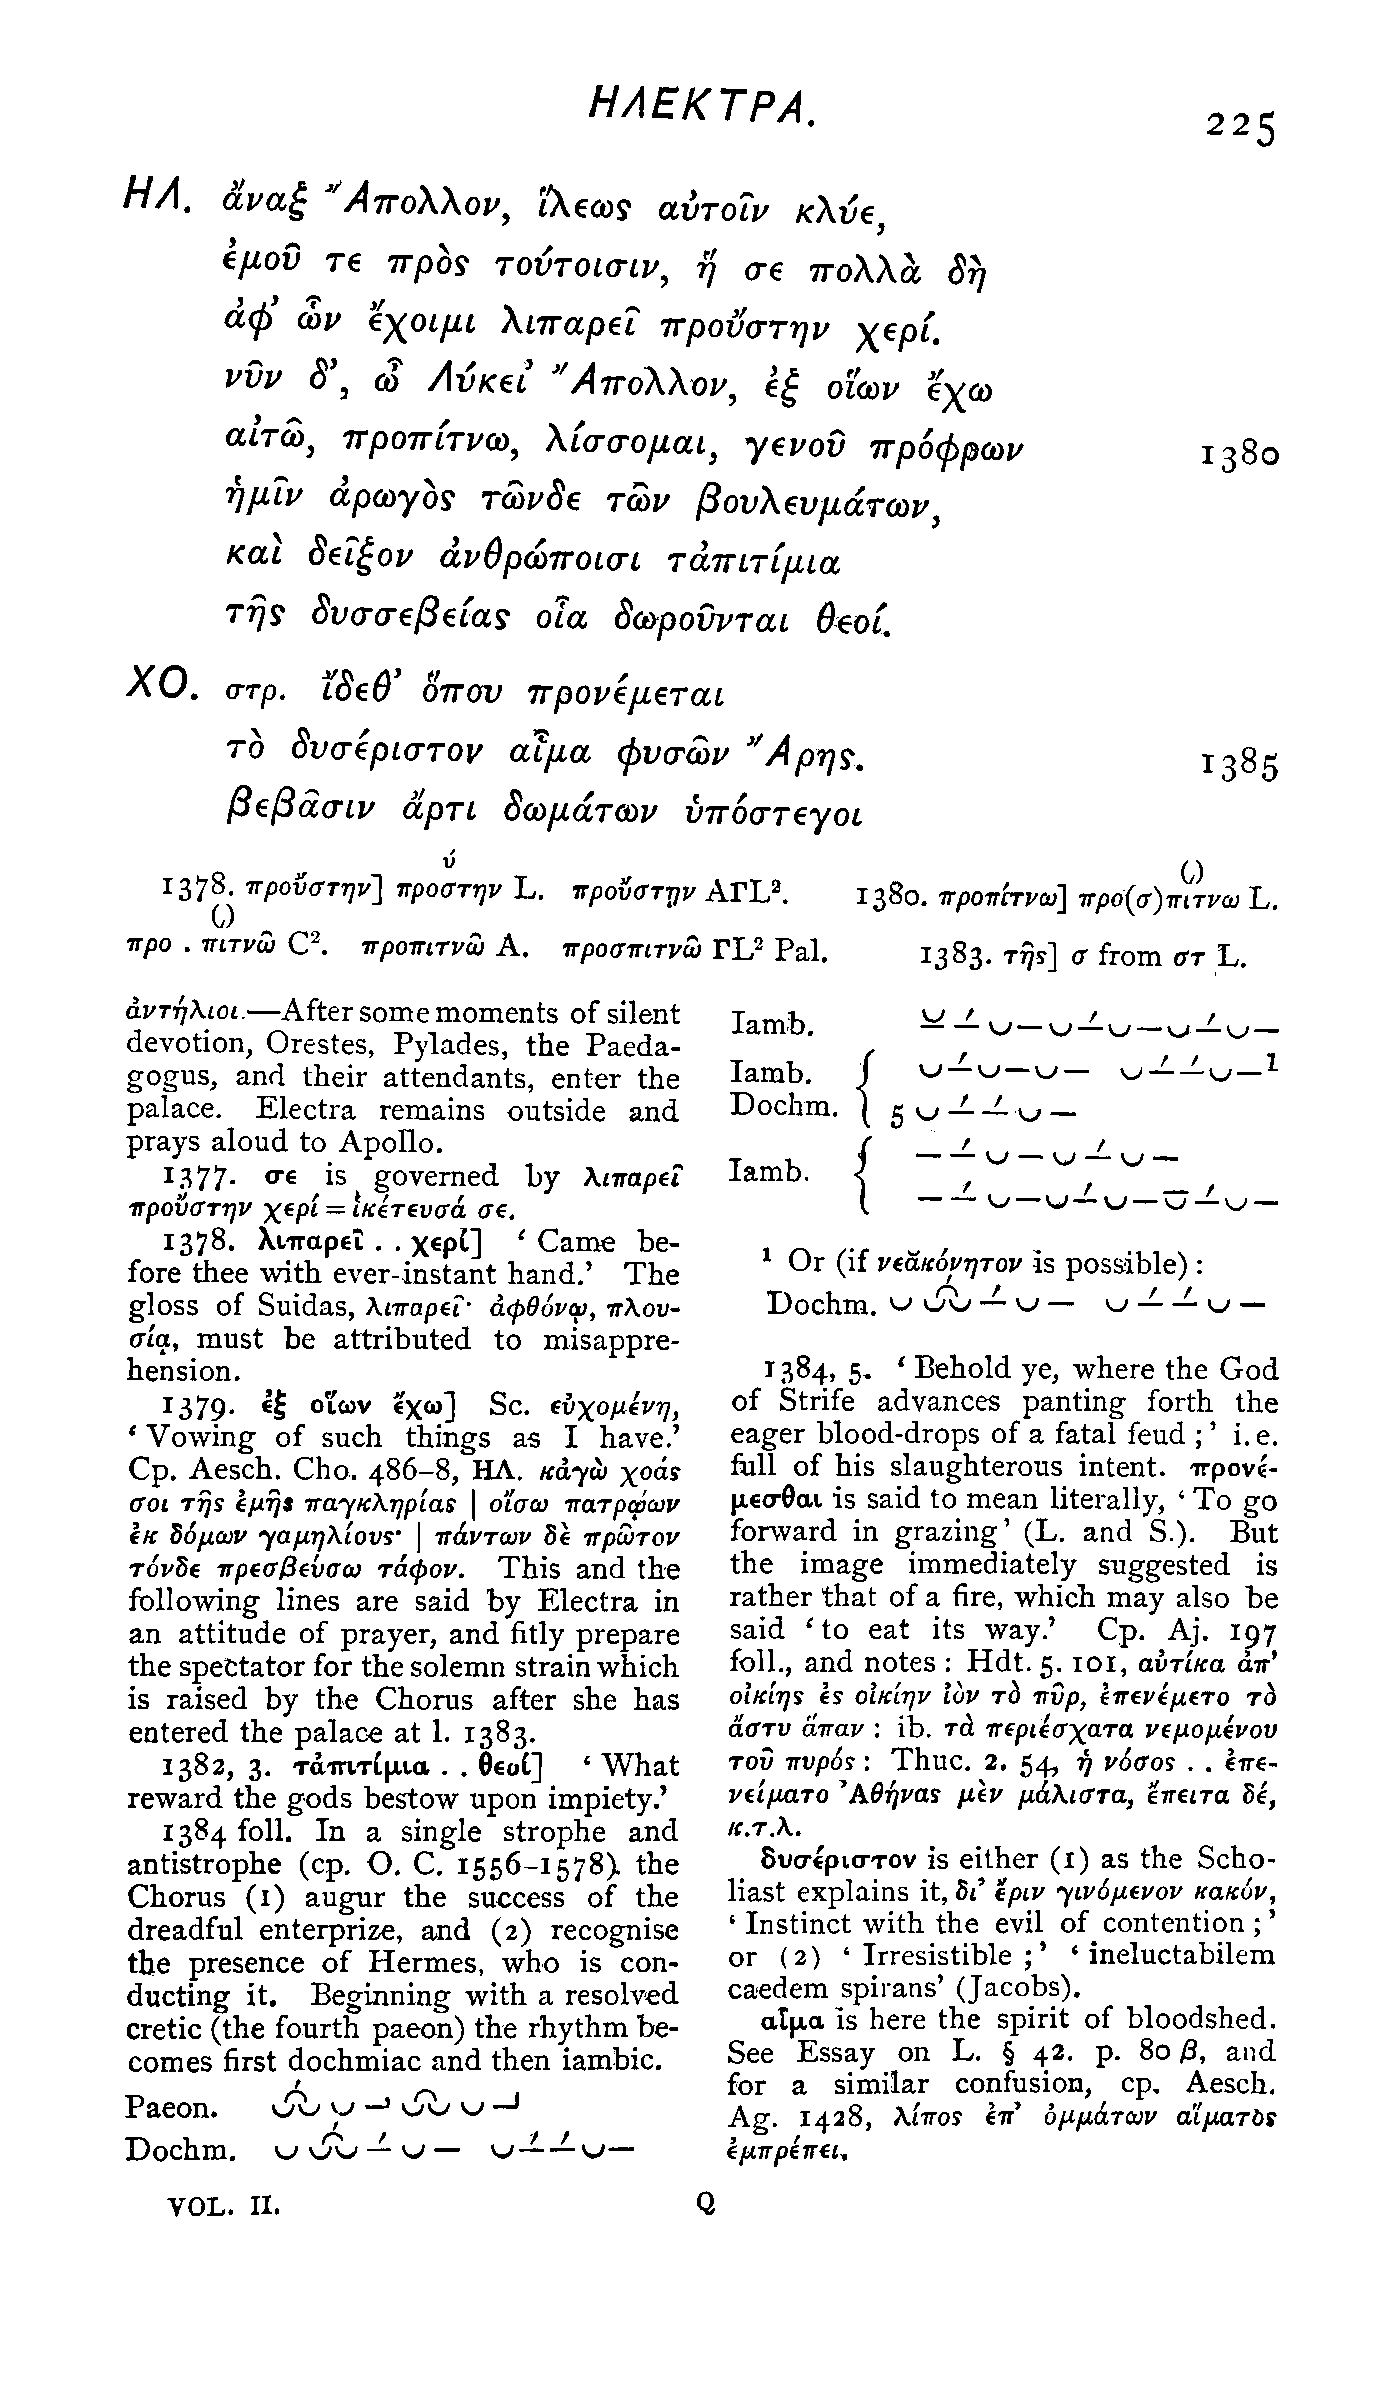 ΗΛΕΚΤΡΑ.
225
ΗΛ. ἄναξ Ἄπολλον, ἵλεως αὐτοῖν κλύε,
ἐμοῦ τε πρὸς τούτοισιν, ἥ σε πολλὰ δὴ
ἀφ’ ὧν ἔχοιμι λιπαρεῖ προὔστην χερί.
νῦν δ’, ὦ Λύκει’ Ἄπολλον, ἐξ οἵων ἔχω
αἰτῶ, προπίτνω, λίσσομαι, γενοῦ πρόφρων 1380
ἡμῖν ἀρωγὸς τῶνδε τῶν βουλευμάτων,
καὶ δεῖξον ἀνθρώποισι τἀπιτίμια
τῆς δυσσεβείας οἷα δωροῦνται θεοί.
ΧΟ. στρ. ἴδεθ’ ὅπου προνέμεται
τὸ δυσέριστον αἷμα φυσῶν Ἄρης. 1385
βεβᾶσιν ἄρτι δωμάτων ὑπόστεγοι
1378. προὔστην] προστην L. προὔστην ΑΓL². 1380. προπίτνω] προ(σ)πιτνω L.
προ . πιτνῶ C². προπιτνῶ A. προσπιτνῶ ΓL² Pal. 1383. τῆς] σ from στ L.
ἀντήλιοι.—After some moments of silent
devotion, Orestes, Pylades, the Paeda-
gogus, and their attendants, enter the
palace. Electra remains outside and
prays aloud to Apollo.
1377. σε is governed by λιπαρεῖ
προὔστην χερί = ἱκέτευσά σε.
1378. λιπαρεῖ . . χερί] ‘ Came be-
fore thee with ever-instant hand.’ The
gloss of Suidas, λιπαρεῖ· ἀφθόνῳ, πλου-
σίᾳ, must be attributed to misappre-
hension.
1379. ἐξ οἵων ἔχω] Sc. εὐχομένη,
‘ Vowing of such things as I have.’
Cp. Aesch. Cho. 486–8, ΗΛ. κἀγὼ χοάς
σοι τῆς ἐμῆς παγκληρίας | οἴσω πατρῴων
ἐκ δόμων γαμηλίους· | πάντων δὲ πρῶτον
τόνδε πρεσβεύσω τάφον. This and the
following lines are said by Electra in
an attitude of prayer, and fitly prepare
the spectator for the solemn strain which
is raised by the Chorus after she has
entered the palace at l. 1383.
1382, 3. τἀπιτίμια . . θεοί] ‘ What
reward the gods bestow upon impiety.’
1384 foll. In a single strophe and
antistrophe (cp. O. C. 1556–1578) the
Chorus (1) augur the success of the
dreadful enterprize, and (2) recognise
the presence of Hermes, who is con-
ducting it. Beginning with a resolved
cretic (the fourth paeon) the rhythm be-
comes first dochmiac and then iambic.
Paeon.
Dochm.
Iamb.
Iamb. 1
Dochm. 5
Iamb.
¹ Or (if νεᾰκόνητον is possible) :
Dochm.
1384, 5. ‘ Behold ye, where the God
of Strife advances panting forth the
eager blood-drops of a fatal feud ;’ i. e.
full of his slaughterous intent. προνέ-
μεσθαι is said to mean literally, ‘ To go
forward in grazing’ (L. and S.). But
the image immediately suggested is
rather that of a fire, which may also be
said ‘ to eat its way.’ Cp. Aj. 197
foll., and notes : Hdt. 5. 101, αὐτίκα ἀπ’
οἰκίης ἐς οἰκίην ἰὸν τὸ πῦρ, ἐπενέμετο τὸ
ἄστυ ἅπαν : ib. τὰ περιέσχατα νεμομένου
τοῦ πυρός : Thuc. 2. 54, ἡ νόσος . . ἐπε-
νείματο Ἀθήνας μὲν μάλιστα, ἔπειτα δέ,
κ.τ.λ.
δυσέριστον is either (1) as the Scho-
liast explains it, δι’ ἔριν γινόμενον κακόν,
‘ Instinct with the evil of contention ;’
or (2) ‘ Irresistible ;’ ‘ ineluctabilem
caedem spirans’ (Jacobs).
αἷμα is here the spirit of bloodshed.
See Essay on L. § 42. p. 80 β, and
for a similar confusion, cp. Aesch.
Ag. 1428, λίπος ἐπ’ ὀμμάτων αἵματος
ἐμπρέπει.
VOL. II.
Q